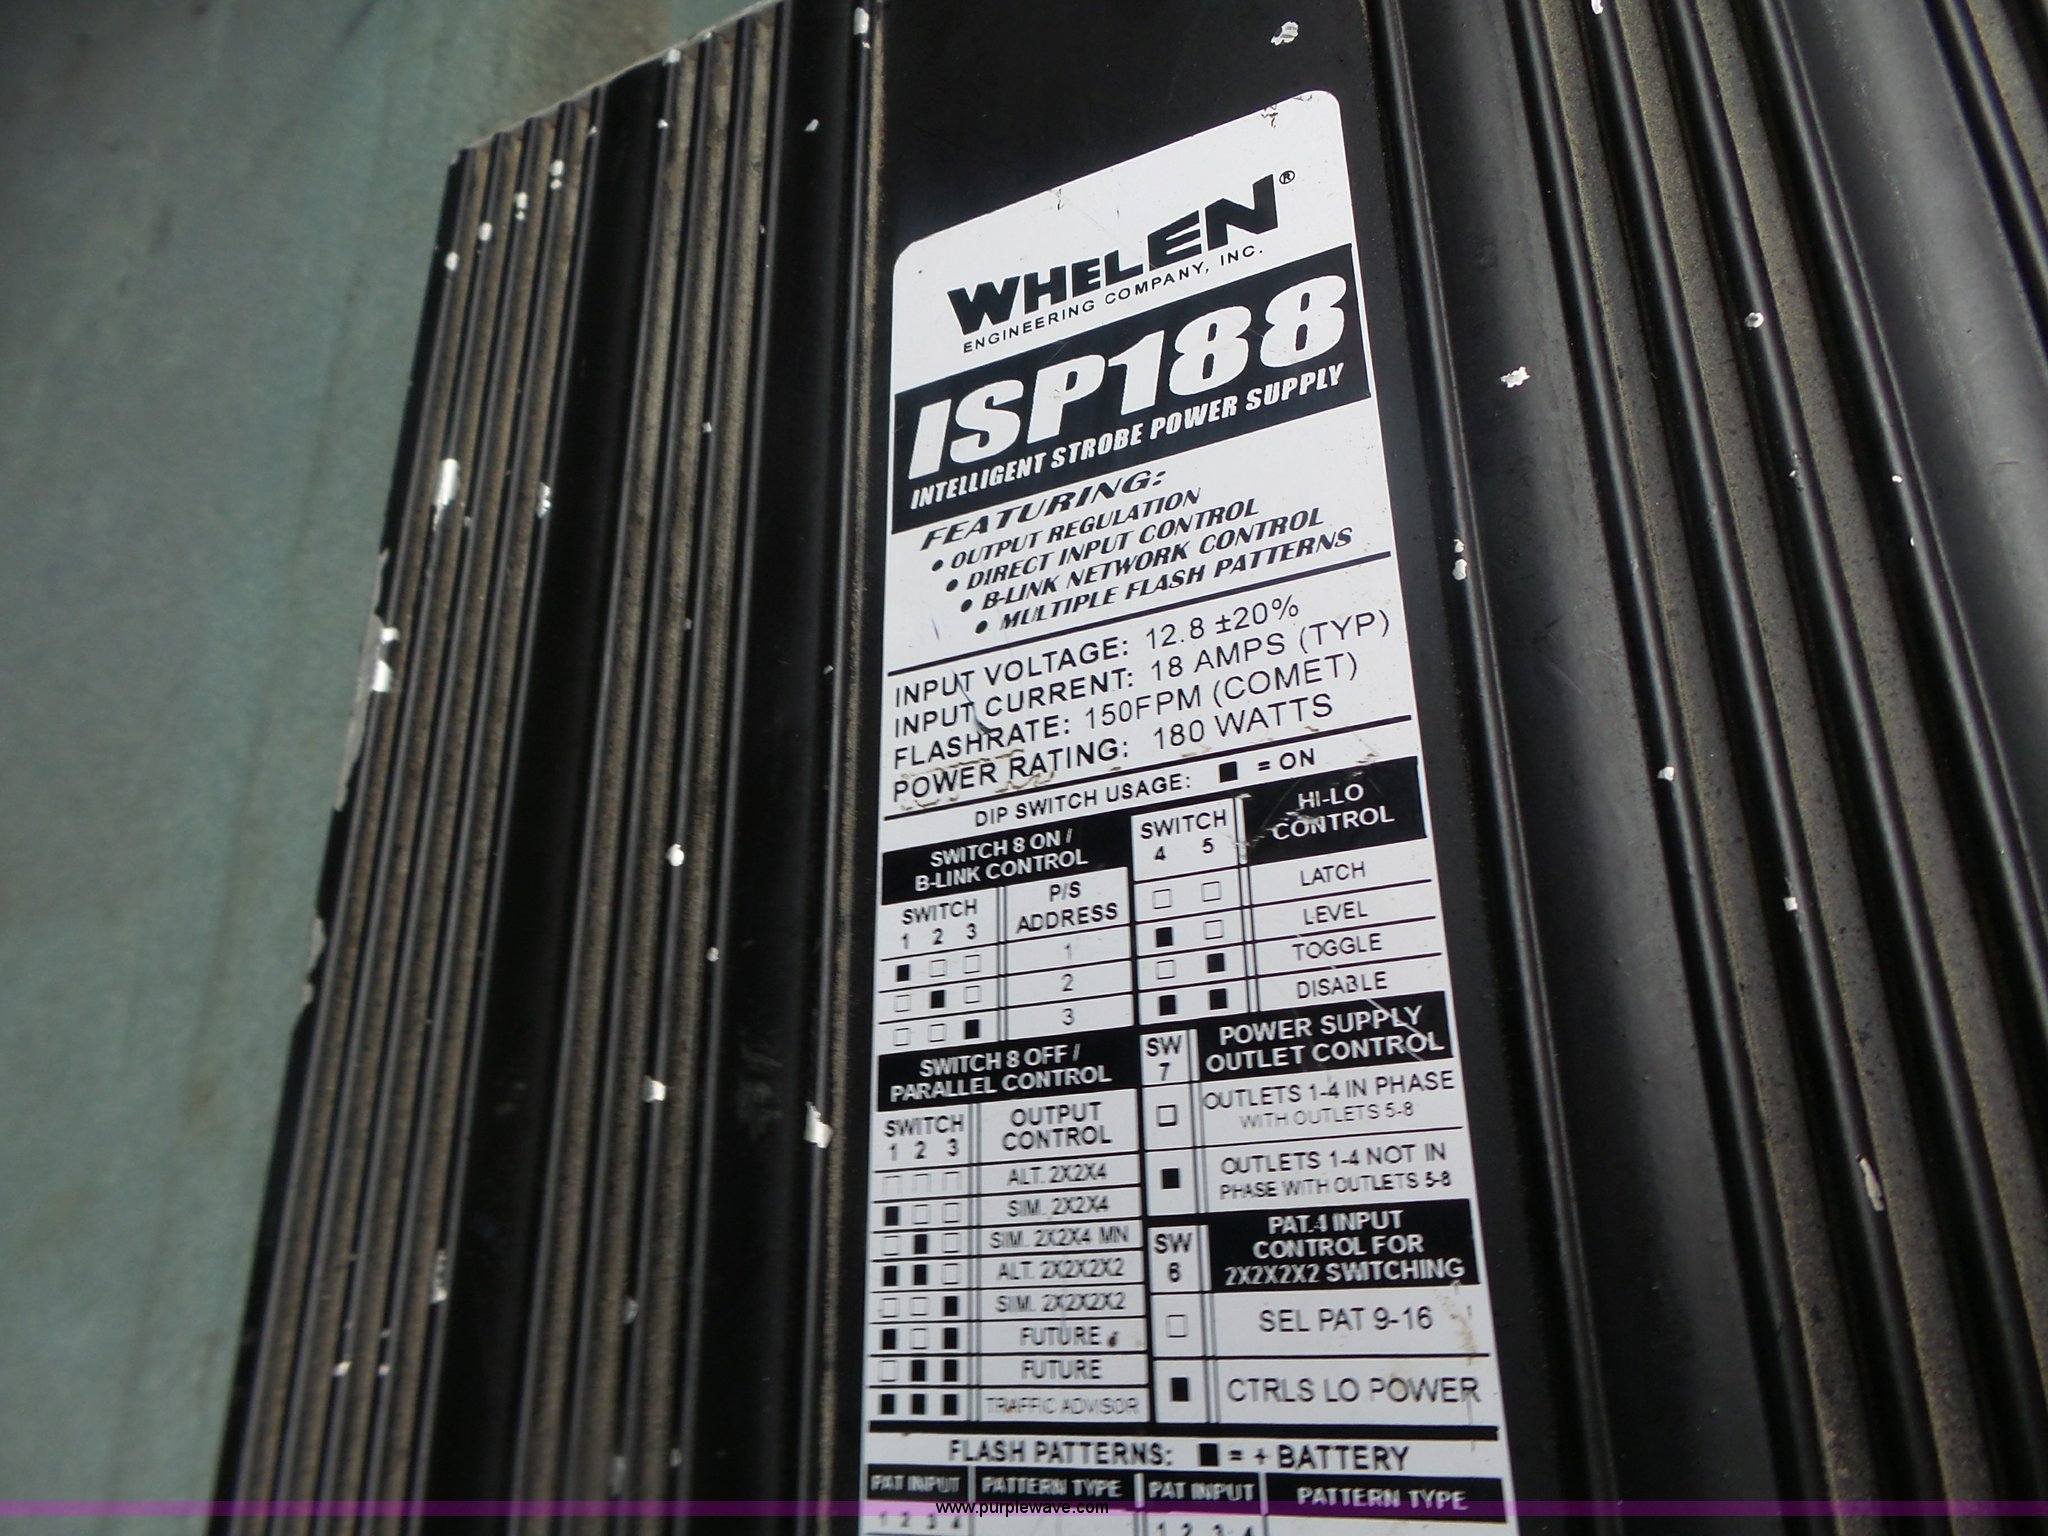 WHELEN®
ENGINEERING COMPANY, INC.
ISP188
INTELLIGENT STROBE POWER SUPPLY
FEATURING:
• OUTPUT REGULATION
• DIRECT INPUT CONTROL
• B-LINK NETWORK CONTROL
• MULTIPLE FLASH PATTERNS
INPUT VOLTAGE: 12.8 ±20%
INPUT CURRENT: 18 AMPS (TYP)
FLASHRATE: 150FPM (COMET)
POWER RATING: 180 WATTS
DIP SWITCH USAGE: ■ = ON
SWITCH 8 ON /
B-LINK CONTROL
SWITCH
1 2 3
P/S
ADDRESS
■ □ □ 1
□ ■ □ 2
□ □ ■ 3
SWITCH 8 OFF /
PARALLEL CONTROL
SWITCH
1 2 3
OUTPUT
CONTROL
□ □ □ ALT. 2X2X4
■ □ □ SIM. 2X2X4
□ ■ □ SIM. 2X2X4 MN
■ ■ □ ALT. 2X2X2X2
□ □ ■ SIM. 2X2X2X2
■ □ ■ FUTURE
□ ■ ■ FUTURE
■ ■ ■ TRAFFIC ADVISOR
SWITCH
4 5
HI-LO
CONTROL
□ □ LATCH
■ □ LEVEL
□ ■ TOGGLE
■ ■ DISABLE
SW
7
POWER SUPPLY
OUTLET CONTROL
□ OUTLETS 1-4 IN PHASE
WITH OUTLETS 5-8
■ OUTLETS 1-4 NOT IN
PHASE WITH OUTLETS 5-8
SW
6
PAT.4 INPUT
CONTROL FOR
2X2X2X2 SWITCHING
□ SEL PAT 9-16
■ CTRLS LO POWER
FLASH PATTERNS: ■ = + BATTERY
PAT INPUT PATTERN TYPE PAT INPUT PATTERN TYPE
1 2 3 4 1 2 3 4
www.purplewave.com